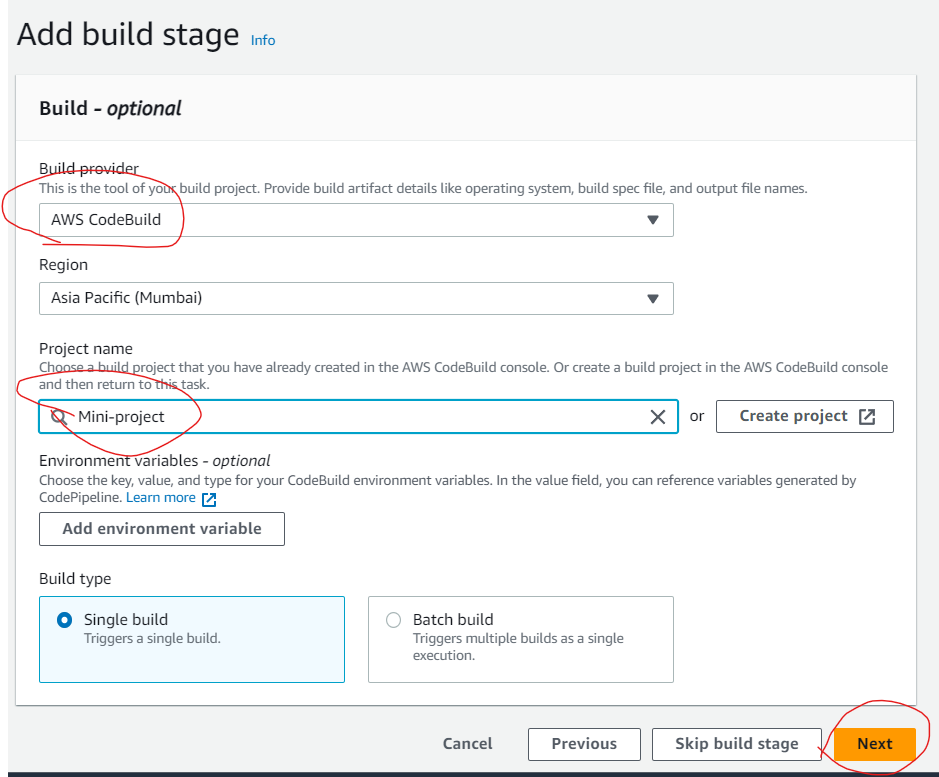 Add build stage Info
Build - optional
Build provider
This is the tool of your build project. Provide build artifact details like operating system, build spec file, and output file names.
AWS CodeBuild
Region
Asia Pacific (Mumbai)
Project name
Choose a build project that you have already created in the AWS CodeBuild console. Or create a build project in the AWS CodeBuild console
and then return to this task.
Mini-project
or
Create project
Environment variables - optional
Choose the key, value, and type for your CodeBuild environment variables. In the value field, you can reference variables generated by
CodePipeline. Learn more
Add environment variable
Build type
Single build
Triggers a single build.
Batch build
Triggers multiple builds as a single
execution.
Cancel
Previous
Skip build stage
Next